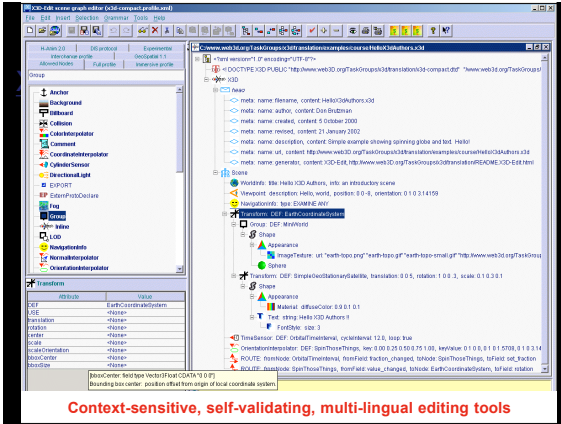 X3D-Edit scene graph editor (x3d-compact.profile.xml)
File Edit Insert Selection Grammar Tools Help
H-Anim 2.0 DIS protocol Experimental
Interchange profile GeoSpatial 1.1
Allowed Nodes Full profile Immersive profile
Group
Anchor
Background
Billboard
Collision
ColorInterpolator
Comment
CoordinateInterpolator
CylinderSensor
DirectionalLight
EXPORT
ExternProtoDeclare
Fog
Group
Inline
LOD
NavigationInfo
NormalInterpolator
OrientationInterpolator
Transform
Attribute Value
DEF EarthCoordinateSystem
USE <None>
translation <None>
rotation <None>
center <None>
scale <None>
scaleOrientation <None>
bboxCenter <None>
bboxSize <None>
C:/www.web3d.org/TaskGroups/x3d/translation/examples/course/HelloX3dAuthors.x3d
<?xml version="1.0" encoding="UTF-8"?>
<!DOCTYPE X3D PUBLIC "http://www.web3d.org/TaskGroups/x3d/translation/x3d-compact.dtd" "/www.web3d.org/TaskGroups/
X3D
head
meta: name: filename, content: HelloX3dAuthors.x3d
meta: name: author, content: Don Brutzman
meta: name: created, content: 5 October 2000
meta: name: revised, content: 21 January 2002
meta: name: description, content: Simple example showing spinning globe and text. Hello!
meta: name: url, content: http://www.web3d.org/TaskGroups/x3d/translation/examples/course/HelloX3dAuthors.x3d
meta: name: generator, content: X3D-Edit, http://www.web3d.org/TaskGroups/x3d/translation/README.X3D-Edit.html
Scene
WorldInfo: title: Hello X3D Authors, info: an introductory scene
Viewpoint: description: Hello, world, position: 0 0 -8, orientation: 0 1 0 3.14159
NavigationInfo: type: EXAMINE ANY
Transform: DEF: EarthCoordinateSystem
Group: DEF: MiniWorld
Shape
Appearance
ImageTexture: url: "earth-topo.png" "earth-topo.gif" "earth-topo-small.gif" "http://www.web3d.org/TaskGroups/x
Sphere
Transform: DEF: SimpleGeoStationarySatellite, translation: 0 0 5, rotation: 1 0 0 .3, scale: 0.1 0.3 0.1
Shape
Appearance
Material: diffuseColor: 0.9 0.1 0.1
Text: string: Hello X3D Authors !!
FontStyle: size: 3
TimeSensor: DEF: OrbitalTimeInterval, cycleInterval: 12.0, loop: true
OrientationInterpolator: DEF: SpinThoseThings, key: 0.00 0.25 0.50 0.75 1.00, keyValue: 0 1 0 0, 0 1 0 1.5708, 0 1 0 3.14
ROUTE: fromNode: OrbitalTimeInterval, fromField: fraction_changed, toNode: SpinThoseThings, toField: set_fraction
ROUTE: fromNode: SpinThoseThings, fromField: value_changed, toNode: EarthCoordinateSystem, toField: rotation
[bboxCenter: field type Vector3Float CDATA "0 0 0"]
Bounding box center: position offset from origin of local coordinate system.
Context-sensitive, self-validating, multi-lingual editing tools